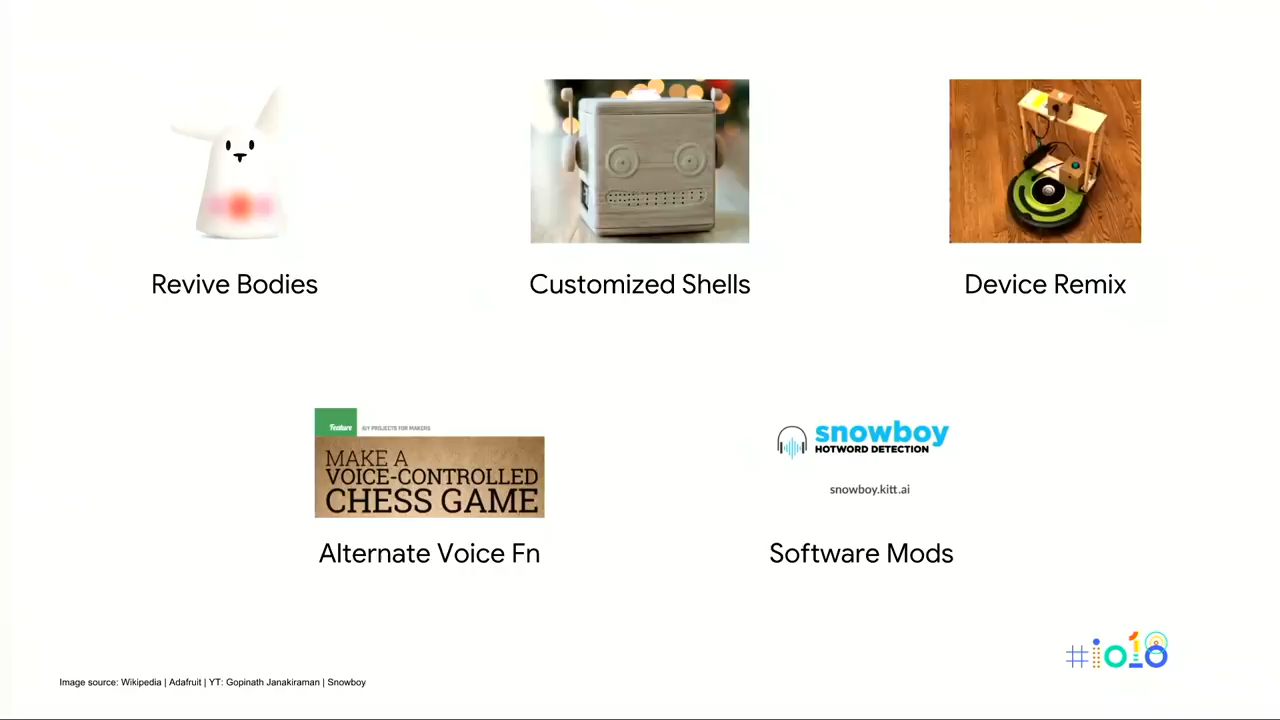 Revive Bodies
Customized Shells
Device Remix
Feature
DIY PROJECTS FOR MAKERS
MAKE A
VOICE-CONTROLLED
CHESS GAME
snowboy
HOTWORD DETECTION
snowboy.kitt.ai
Alternate Voice Fn
Software Mods
#io18
Image source: Wikipedia | Adafruit | YT: Gopinath Janakiraman | Snowboy